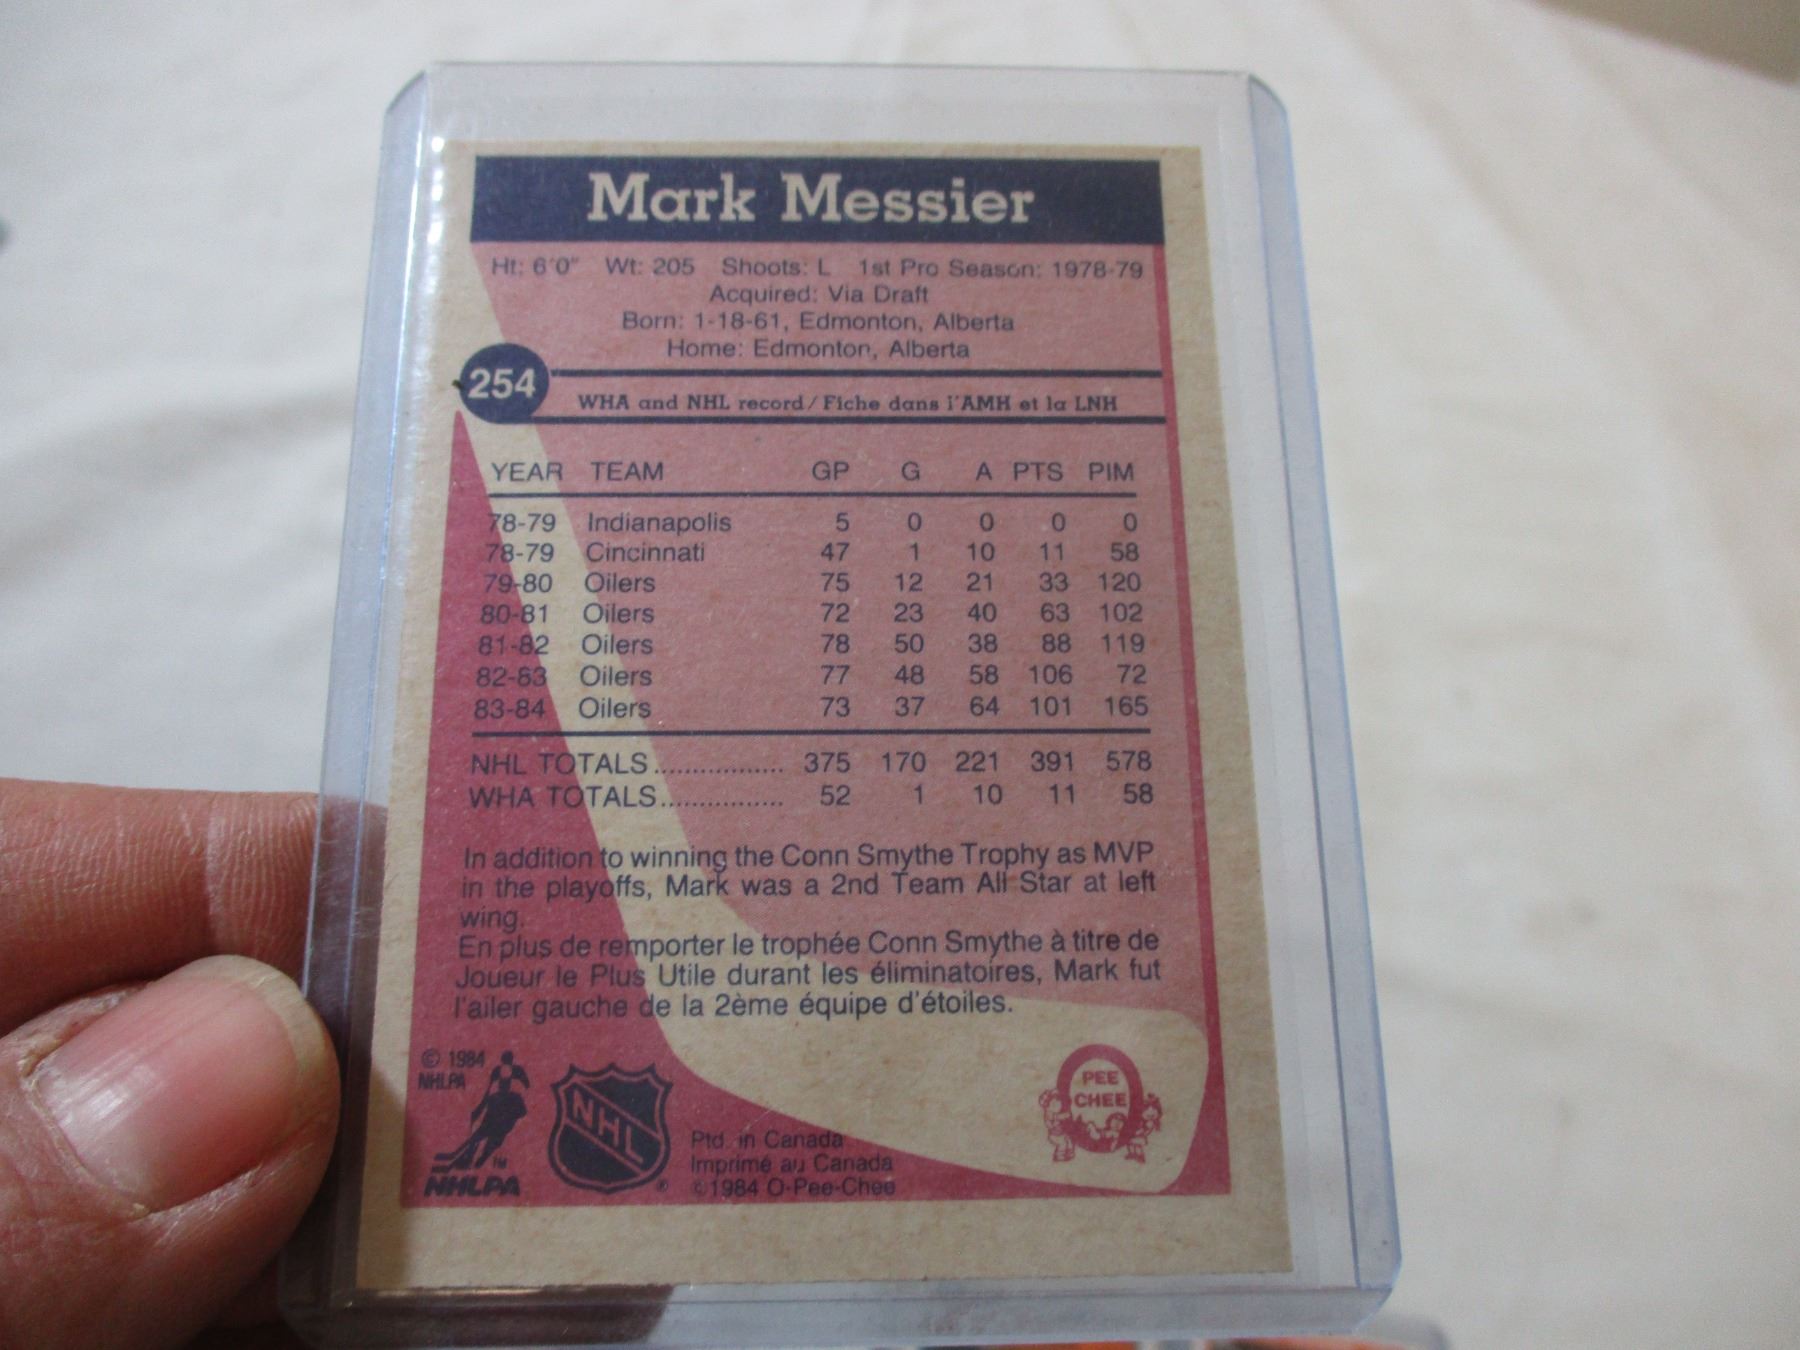 Mark Messier
Ht: 6'0" Wt: 205 Shoots: L 1st Pro Season: 1978-79
Acquired: Via Draft
Born: 1-18-61, Edmonton, Alberta
Home: Edmonton, Alberta
254
WHA and NHL record/Fiche dans l'AMH et la LNH
YEAR TEAM GP G A PTS PIM
78-79 Indianapolis 5 0 0 0 0
78-79 Cincinnati 47 1 10 11 58
79-80 Oilers 75 12 21 33 120
80-81 Oilers 72 23 40 63 102
81-82 Oilers 78 50 38 88 119
82-83 Oilers 77 48 58 106 72
83-84 Oilers 73 37 64 101 165
NHL TOTALS................. 375 170 221 391 578
WHA TOTALS................ 52 1 10 11 58
In addition to winning the Conn Smythe Trophy as MVP
in the playoffs, Mark was a 2nd Team All Star at left
wing.
En plus de remporter le trophée Conn Smythe à titre de
Joueur le Plus Utile durant les éliminatoires, Mark fut
l'ailer gauche de la 2ème équipe d'étoiles.
© 1984
NHLPA
™
NHLPA
NHL
®
Ptd. in Canada
Imprimé au Canada
©1984 O-Pee-Chee
PEE
CHEE